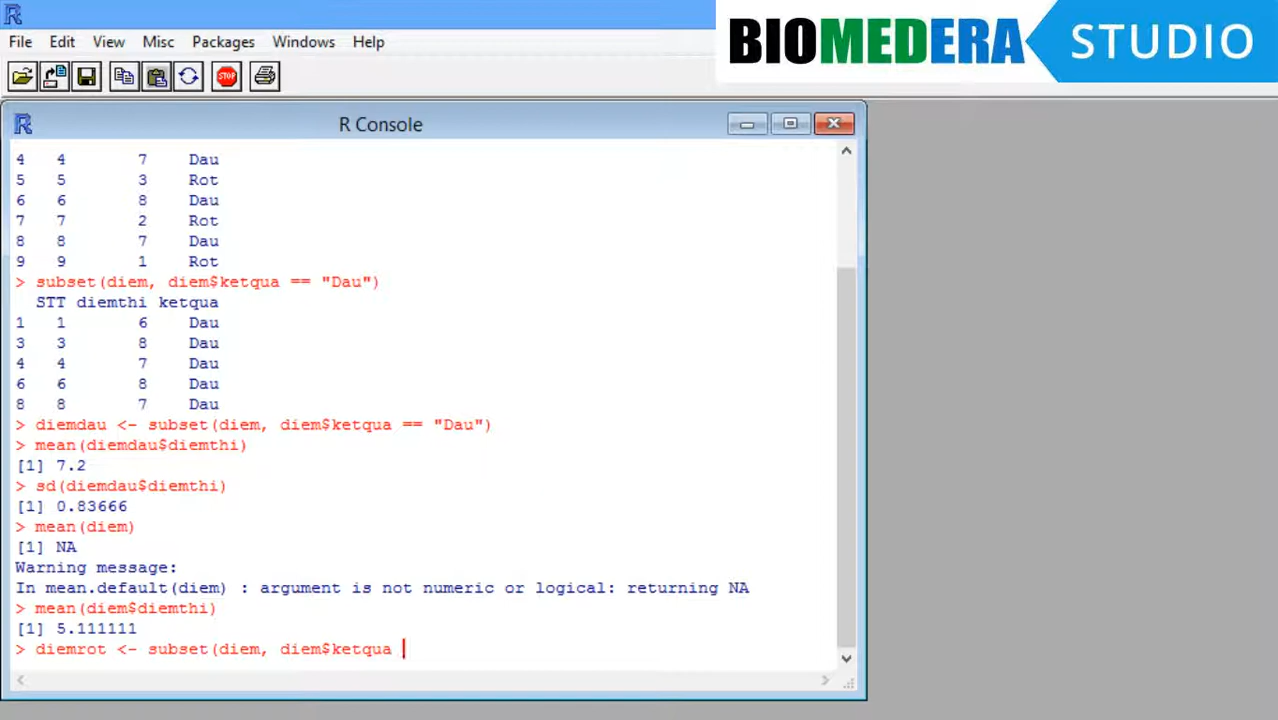 BIOMEDERA STUDIO
File Edit View Misc Packages Windows Help
STOP
R Console
4 4 7 Dau
5 5 3 Rot
6 6 8 Dau
7 7 2 Rot
8 8 7 Dau
9 9 1 Rot
> subset(diem, diem$ketqua == "Dau")
STT diemthi ketqua
1 1 6 Dau
3 3 8 Dau
4 4 7 Dau
6 6 8 Dau
8 8 7 Dau
> diemdau <- subset(diem, diem$ketqua == "Dau")
> mean(diemdau$diemthi)
[1] 7.2
> sd(diemdau$diemthi)
[1] 0.83666
> mean(diem)
[1] NA
Warning message:
In mean.default(diem) : argument is not numeric or logical: returning NA
> mean(diem$diemthi)
[1] 5.111111
> diemrot <- subset(diem, diem$ketqua